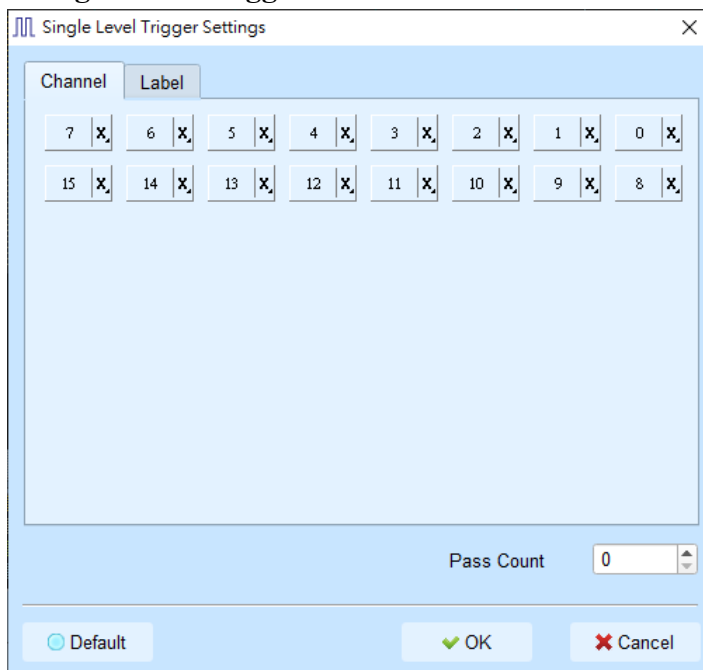 Single Level Trigger Settings
Channel Label
7 X 6 X 5 X 4 X 3 X 2 X 1 X 0 X
15 X 14 X 13 X 12 X 11 X 10 X 9 X 8 X
Pass Count 0
Default OK Cancel